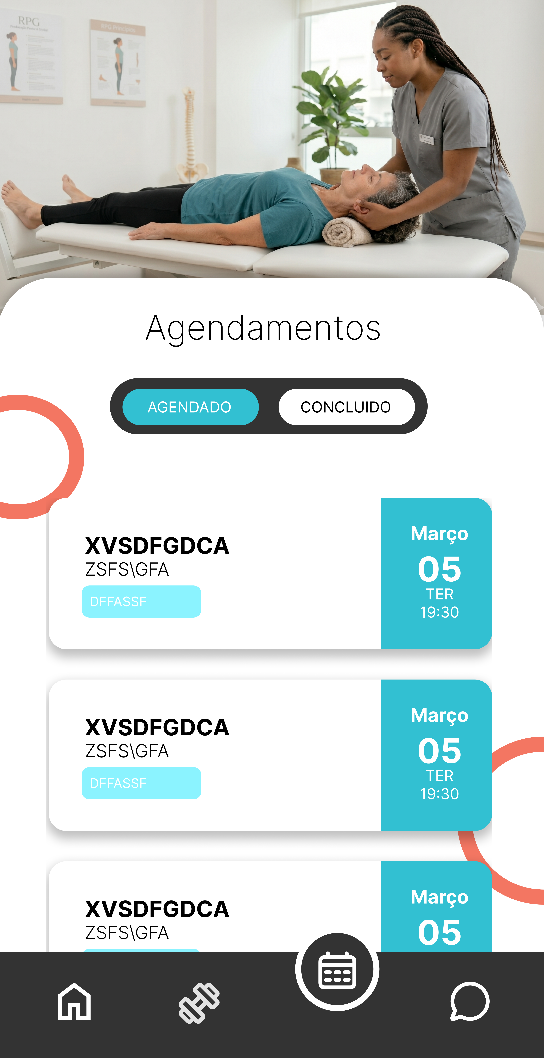 RPG
RPG
Agendamentos
AGENDADO
CONCLUIDO
XVSDFGDCA
ZSFS\GFA
DFFASSF
Março
05
TER
19:30
XVSDFGDCA
ZSFS\GFA
DFFASSF
Março
05
TER
19:30
XVSDFGDCA
ZSFS\GFA
Março
05